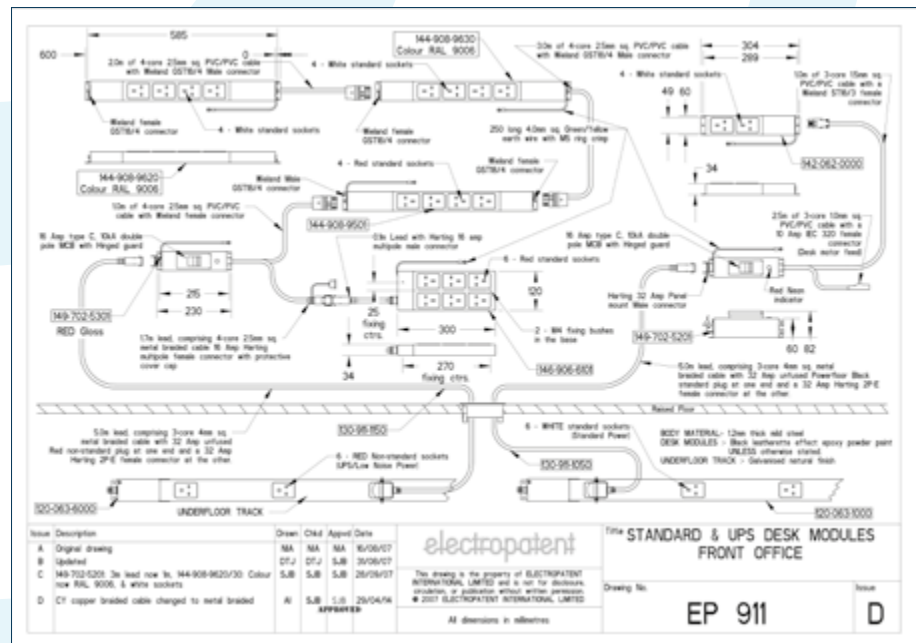 585
600
0
2.0m of 4-core 2.5mm sq. PVC/PVC cable
with Wieland GST18/4 Male connector
144-908-9630
Colour RAL 9006
3.0m of 4-core 2.5mm sq. PVC/PVC cable
with Wieland GST18/4 Male connector
304
289
4 - White standard sockets
4 - White standard sockets
1.0m of 3-core 1.5mm sq.
PVC/PVC cable with a
Wieland ST18/3 female
connector
49
60
Wieland female
GST18/4 connector
4 - White standard sockets
Wieland female
GST18/4 connector
250 long 4.0mm sq. Green/Yellow
earth wire with M5 ring crimp
142-062-0000
144-908-9620
Colour RAL 9006
4 - Red standard sockets
Wieland female
GST18/4 connector
34
Wieland Male
GST18/4 connector
1.0m of 4-core 2.5mm sq. PVC/PVC
cable with Wieland female connector
144-908-9501
2.5m of 3-core 1.0mm sq.
PVC/PVC cable with a
10 Amp IEC 320 female
connector
(Desk motor feed)
16 Amp type C, 10kA double
pole MCB with Hinged guard
0.9m Lead with Harting 16 amp
multipole male connector
16 Amp type C, 10kA double
pole MCB with Hinged guard
6 - Red standard sockets
120
215
230
149-702-5301
RED Gloss
25
fixing
ctrs.
300
Harting 32 Amp Panel
mount Male connector
Red Neon
indicator
1.7m lead, comprising 4-core 2.5mm sq.
metal braided cable 16 Amp Harting
multipole female connector with protective
cover cap
2 - M4 fixing bushes
in the base
149-702-5201
60
82
34
270
fixing ctrs.
146-906-6101
5.0m lead, comprising 3-core 4mm sq. metal
braided cable with 32 Amp unfused Powerfloor Black
standard plug at one end and a 32 Amp Harting 2P·E
female connector at the other.
Raised Floor
5.0m lead, comprising 3-core 4mm sq.
metal braided cable with 32 Amp unfused
Red non-standard plug at one end and a 32 Amp
Harting 2P·E female connector at the other.
130-911-1150
6 - WHITE standard sockets
(Standard Power)
BODY MATERIAL:- 1.2mm thick mild steel
DESK MODULES :- Black leatherette effect epoxy powder paint
UNLESS otherwise stated.
UNDERFLOOR TRACK :- Galvanised natural finish
6 - RED Non-standard sockets
(UPS/Low Noise Power)
130-911-1050
120-063-6000
UNDERFLOOR TRACK
120-063-1000
Issue Description Drawn Chkd Appvd Date
A Original drawing NIA NIA NIA 16/08/07
B Updated DTJ DTJ SJB 31/08/07
C 149-702-5201: 3m lead now 1m, 144-908-9620/30: Colour
now RAL 9006, & white sockets SJB SJB SJB 28/09/07
D CY copper braided cable changed to metal braided AI SJB SJB 29/04/14
APPROVED
electropatent
This drawing is the property of ELECTROPATENT
INTERNATIONAL LIMITED and is not for disclosure,
circulation, or publication without written permission.
© 2007 ELECTROPATENT INTERNATIONAL LIMITED
All dimensions in millimetres
Title STANDARD & UPS DESK MODULES
FRONT OFFICE
Drawing No.
EP 911
Issue
D